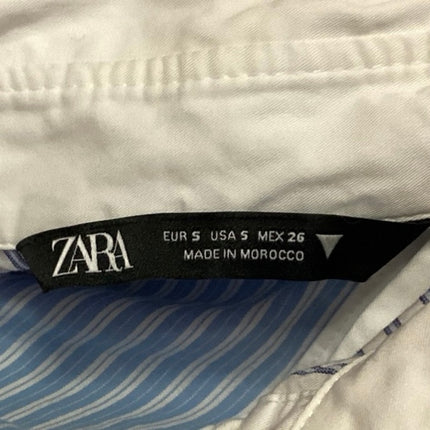 ZARA
EUR S USA S MEX 26
MADE IN MOROCCO